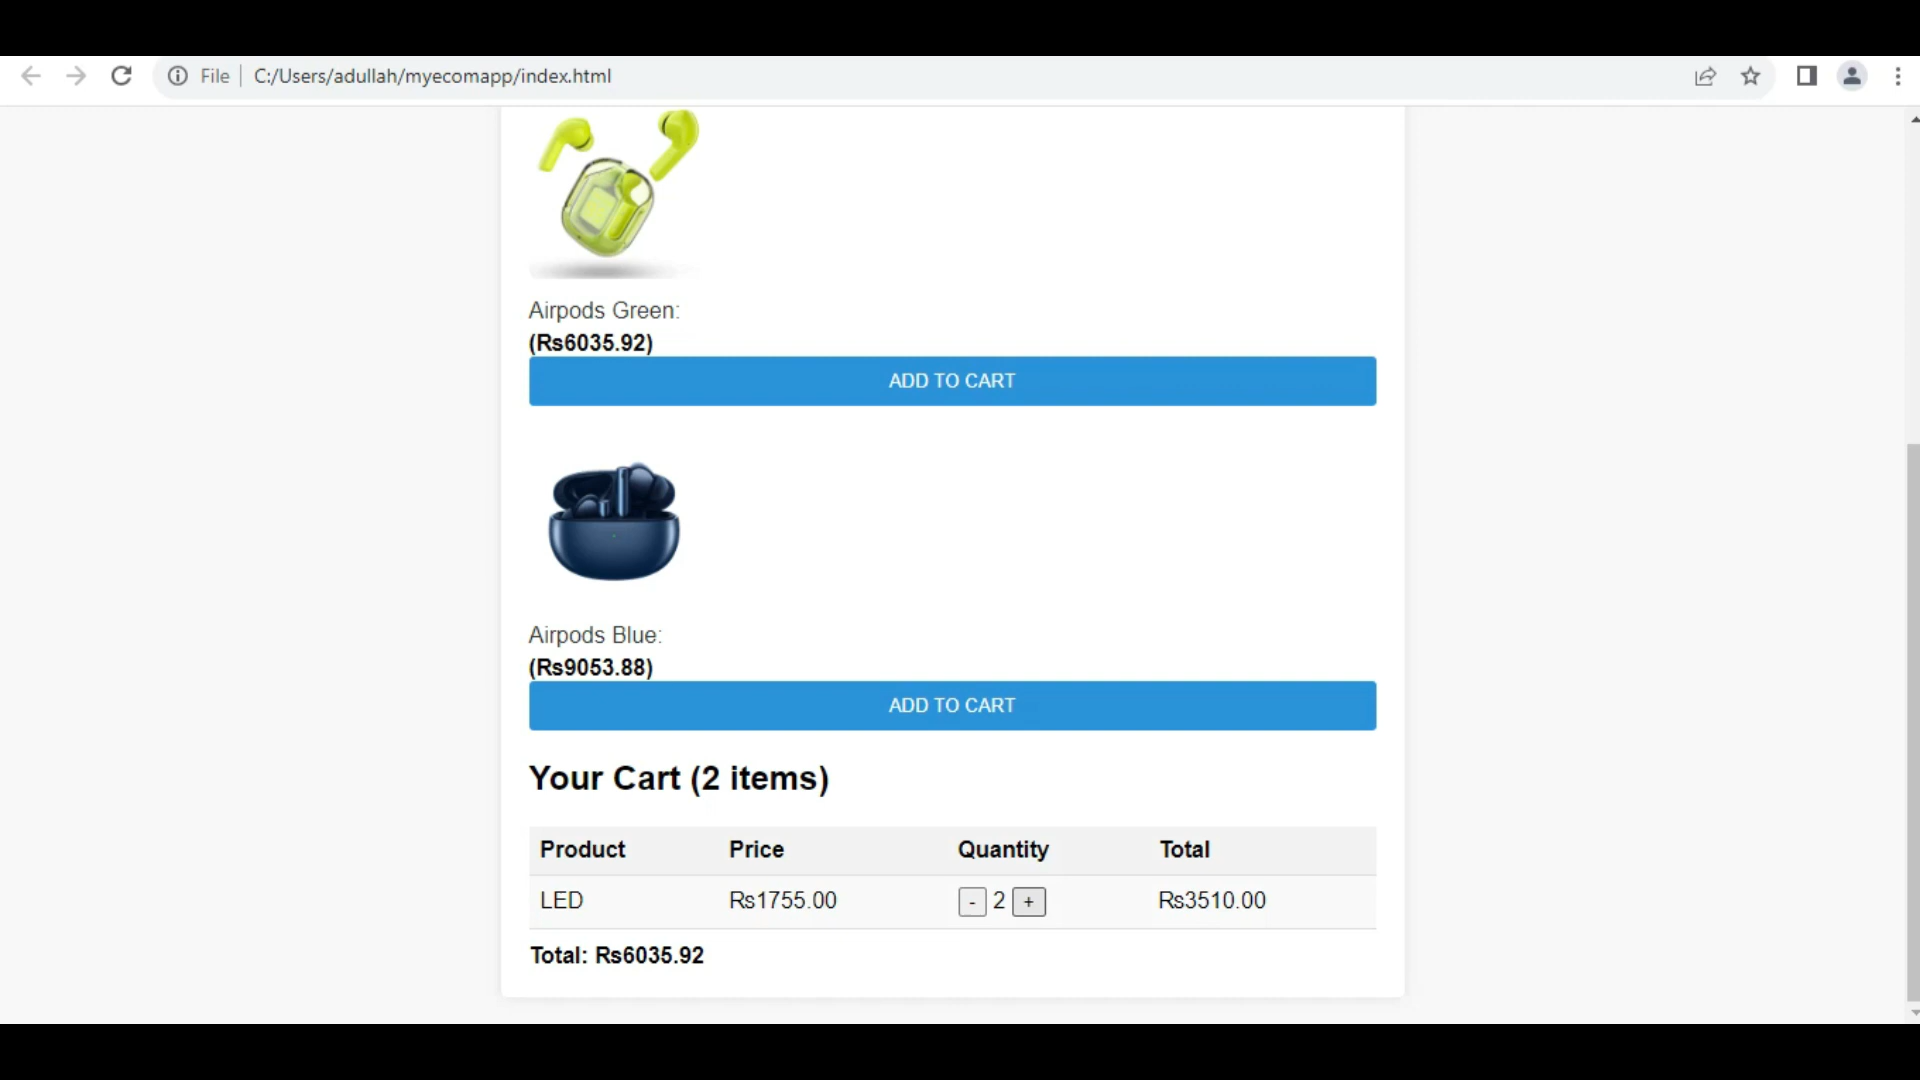 File C:/Users/adullah/myecomapp/index.html
Airpods Green:
(Rs6035.92)
ADD TO CART
Airpods Blue:
(Rs9053.88)
ADD TO CART
Your Cart (2 items)
Product Price Quantity Total
LED Rs1755.00 - 2 + Rs3510.00
Total: Rs6035.92